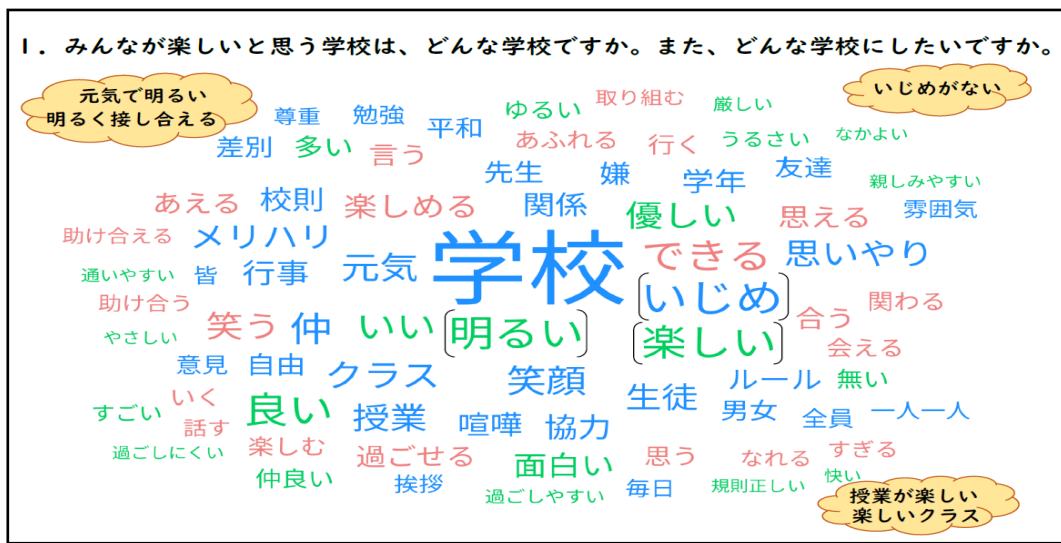 1. みんなが楽しいと思う学校は、どんな学校ですか。また、どんな学校にしたいですか。
元気で明るい
明るく接し合える
いじめがない
尊重 勉強 平和 ゆるい 取り組む 厳しい
差別 多い 言う あふれる 行く うるさい なかよい
先生 嫌 学年 友達 親しみやすい
あえる 校則 楽しめる 関係 優しい 思える 雰囲気
助け合える メリハリ 学校 できる 思いやり
通いやすい 皆 行事 元気 [いじめ] 関わる
助け合う 笑う 仲 いい [明るい] [楽しい] 合う
やさしい 会える
意見 自由 クラス 笑顔 生徒 ルール 無い
すごい いく 良い 授業 喧嘩 協力 男女 全員 一人一人
話す
過ごしにくい 楽しむ 過ごせる 面白い 思う なれる すぎる
仲良い 挨拶 過ごしやすい 毎日 規則正しい 快い
授業が楽しい
楽しいクラス